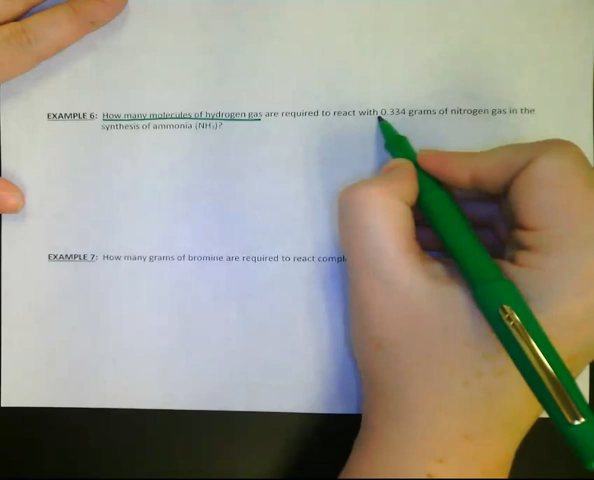 EXAMPLE 6: How many molecules of hydrogen gas are required to react with 0.334 grams of nitrogen gas in the
synthesis of ammonia (NH₃)?
EXAMPLE 7: How many grams of bromine are required to react